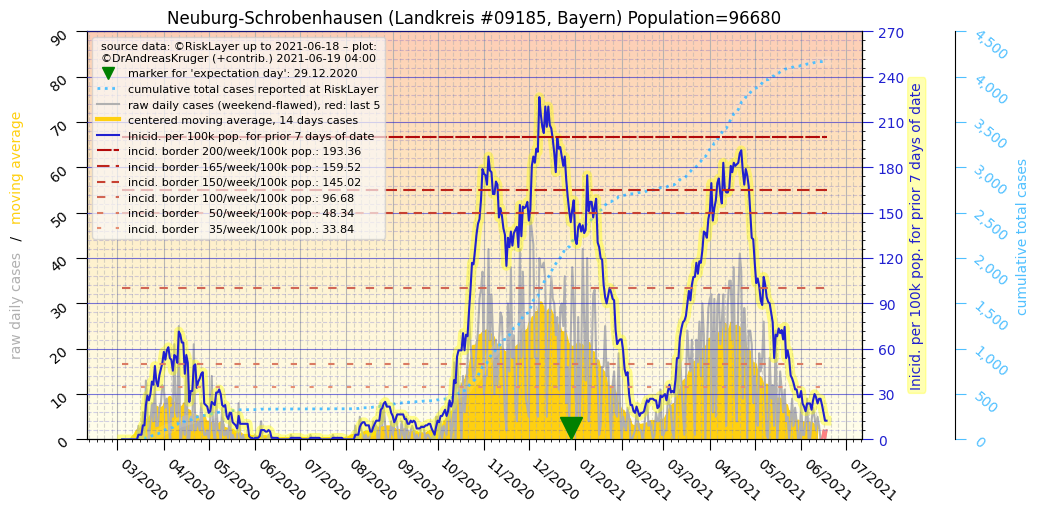 Neuburg-Schrobenhausen (Landkreis #09185, Bayern) Population=96680
source data: ©RiskLayer up to 2021-06-18 – plot:
©DrAndreasKruger (+contrib.) 2021-06-19 04:00
marker for 'expectation day': 29.12.2020
cumulative total cases reported at RiskLayer
raw daily cases (weekend-flawed), red: last 5
centered moving average, 14 days cases
Inicid. per 100k pop. for prior 7 days of date
incid. border 200/week/100k pop.: 193.36
incid. border 165/week/100k pop.: 159.52
incid. border 150/week/100k pop.: 145.02
incid. border 100/week/100k pop.: 96.68
incid. border   50/week/100k pop.: 48.34
incid. border   35/week/100k pop.: 33.84
raw daily cases   /   moving average
90
80
70
60
50
40
30
20
10
0
03/2020
04/2020
05/2020
06/2020
07/2020
08/2020
09/2020
10/2020
11/2020
12/2020
01/2021
02/2021
03/2021
04/2021
05/2021
06/2021
07/2021
270
240
210
180
150
120
90
60
30
0
Inicid. per 100k pop. for prior 7 days of date
4,500
4,000
3,500
3,000
2,500
2,000
1,500
1,000
500
0
cumulative total cases